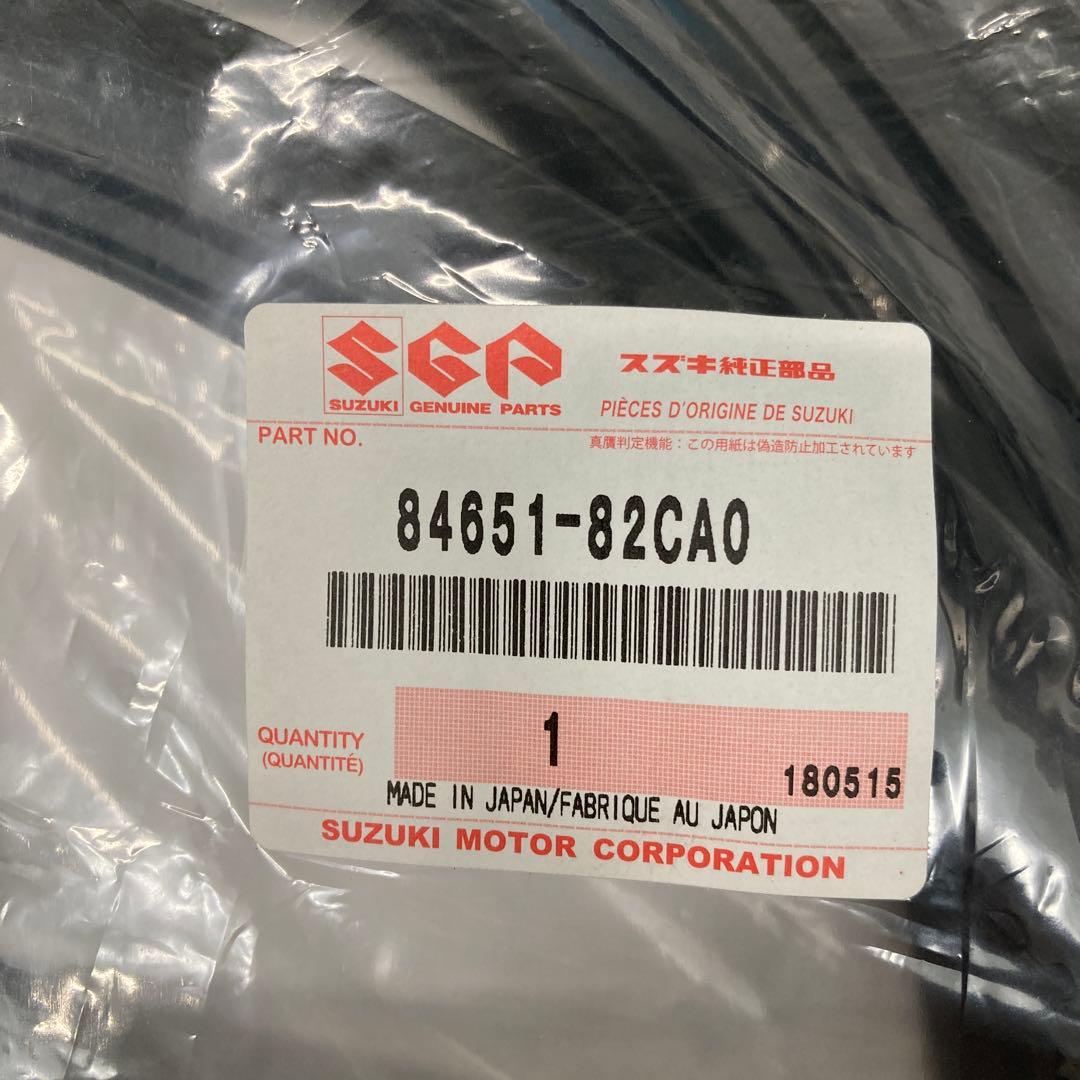 SGP
スズキ純正部品
SUZUKI GENUINE PARTS
PIÈCES D'ORIGINE DE SUZUKI
PART NO.
真贋判定機能：この用紙は偽造防止加工されています
84651-82CA0
QUANTITY
(QUANTITÉ)
1
180515
MADE IN JAPAN/FABRIQUE AU JAPON
SUZUKI MOTOR CORPORATION